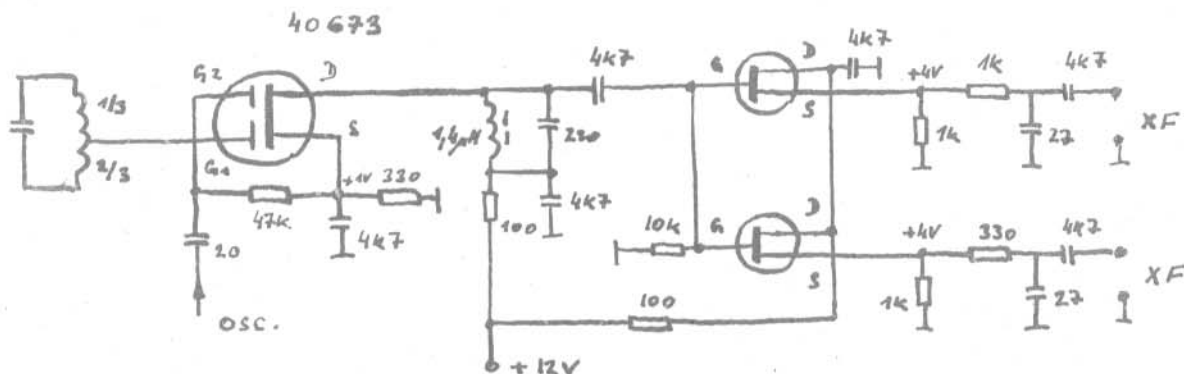 40673
G2
D
S
G1
1/3
2/3
47K
+1V
330
4K7
20
OSC.
1,4µH
220
4K7
100
4K7
10K
G
D
S
4K7
+4V
1K
1K
4K7
27
XF
G
D
S
+4V
330
1K
4K7
27
XF
100
+12V